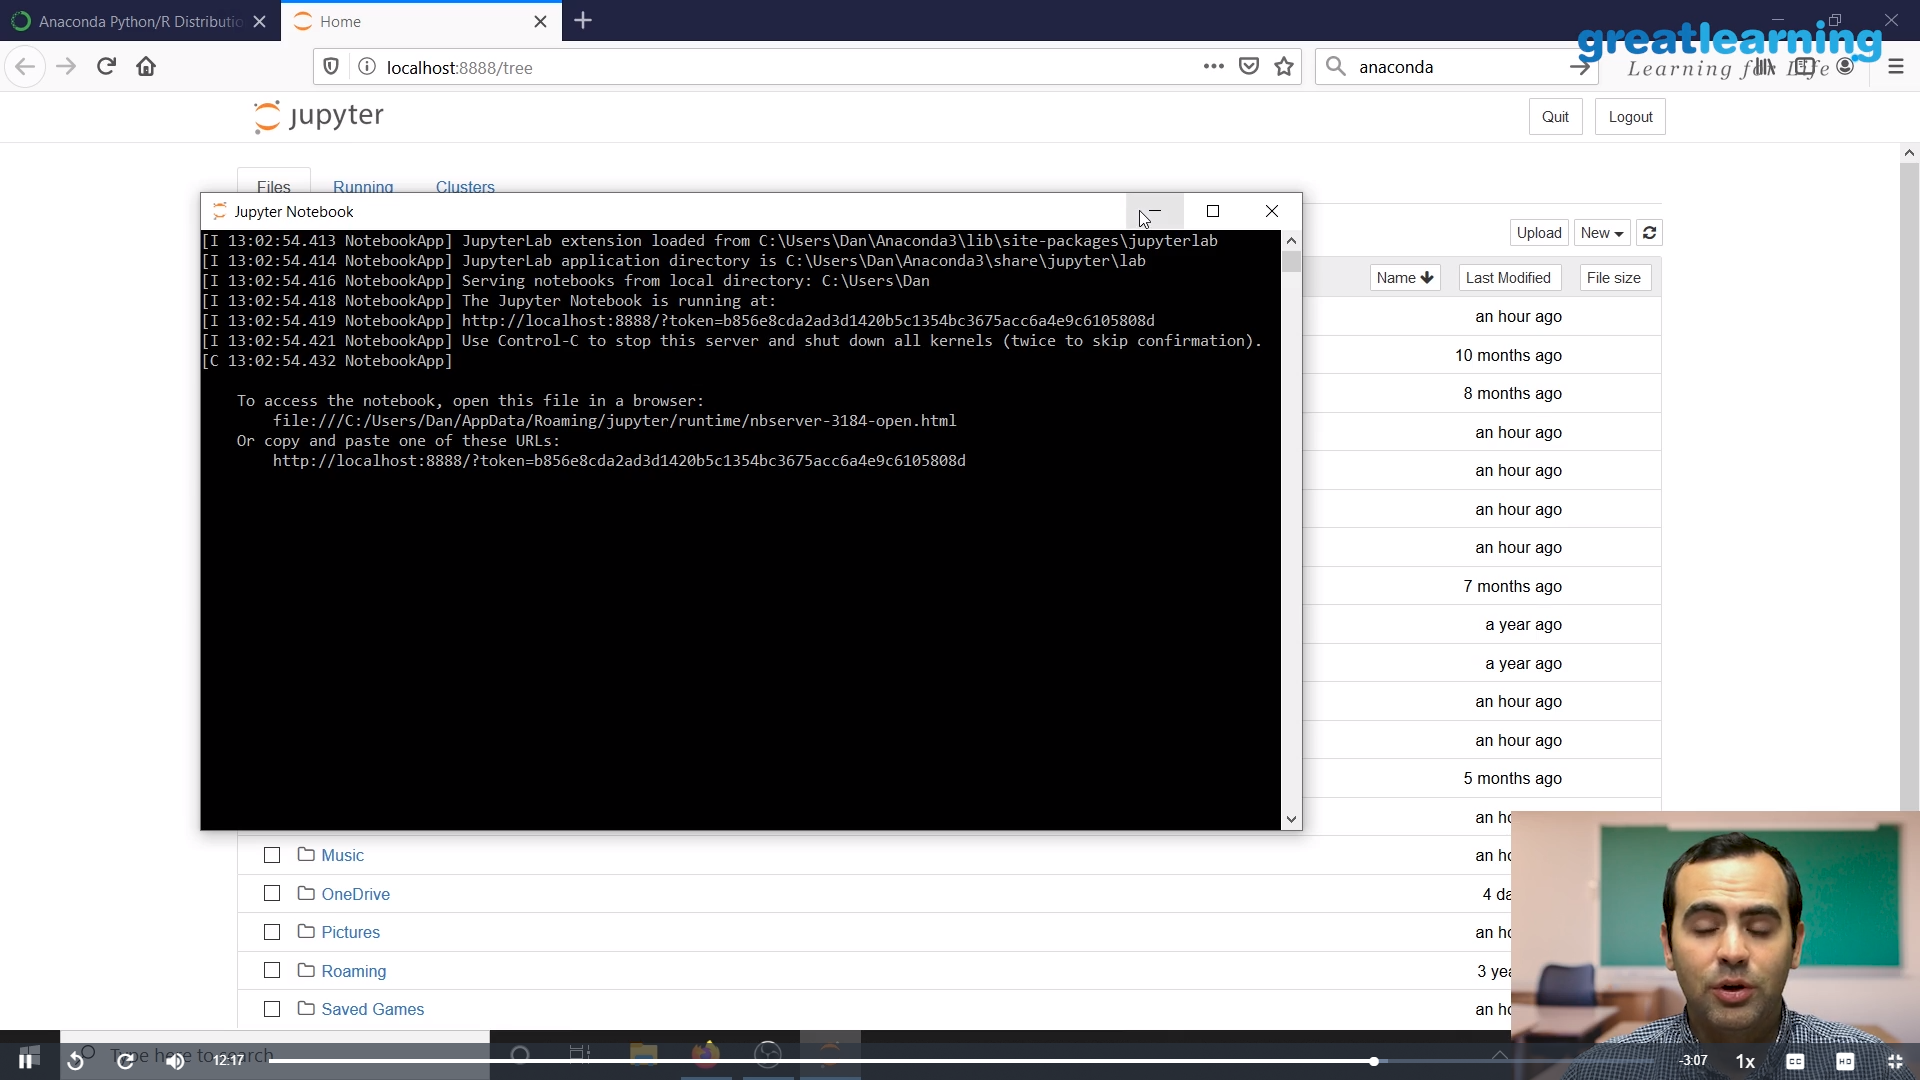 Anaconda Python/R Distributio
Home
greatlearning
Learning for Life
localhost:8888/tree
anaconda
jupyter
Quit
Logout
Files
Running
Clusters
Jupyter Notebook
Upload
New
[I 13:02:54.413 NotebookApp] JupyterLab extension loaded from C:\Users\Dan\Anaconda3\lib\site-packages\jupyterlab
[I 13:02:54.414 NotebookApp] JupyterLab application directory is C:\Users\Dan\Anaconda3\share\jupyter\lab
[I 13:02:54.416 NotebookApp] Serving notebooks from local directory: C:\Users\Dan
[I 13:02:54.418 NotebookApp] The Jupyter Notebook is running at:
[I 13:02:54.419 NotebookApp] http://localhost:8888/?token=b856e8cda2ad3d1420b5c1354bc3675acc6a4e9c6105808d
[I 13:02:54.421 NotebookApp] Use Control-C to stop this server and shut down all kernels (twice to skip confirmation).
[C 13:02:54.432 NotebookApp]
To access the notebook, open this file in a browser:
file:///C:/Users/Dan/AppData/Roaming/jupyter/runtime/nbserver-3184-open.html
Or copy and paste one of these URLs:
http://localhost:8888/?token=b856e8cda2ad3d1420b5c1354bc3675acc6a4e9c6105808d
Name
Last Modified
File size
an hour ago
10 months ago
8 months ago
an hour ago
an hour ago
an hour ago
an hour ago
7 months ago
a year ago
a year ago
an hour ago
an hour ago
5 months ago
an ho
Music
an ho
OneDrive
4 da
Pictures
an ho
Roaming
3 yea
Saved Games
an ho
Type here to search
12:17
-3:07
1x
CC
HD